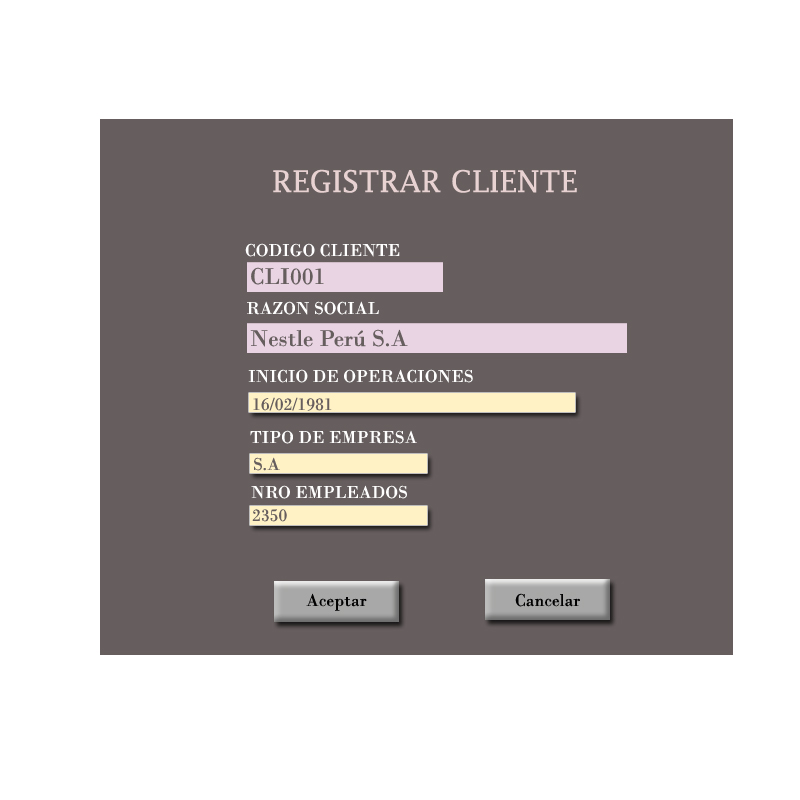 REGISTRAR CLIENTE
CODIGO CLIENTE
CLI001
RAZON SOCIAL
Nestle Perú S.A
INICIO DE OPERACIONES
16/02/1981
TIPO DE EMPRESA
S.A
NRO EMPLEADOS
2350
Aceptar Cancelar